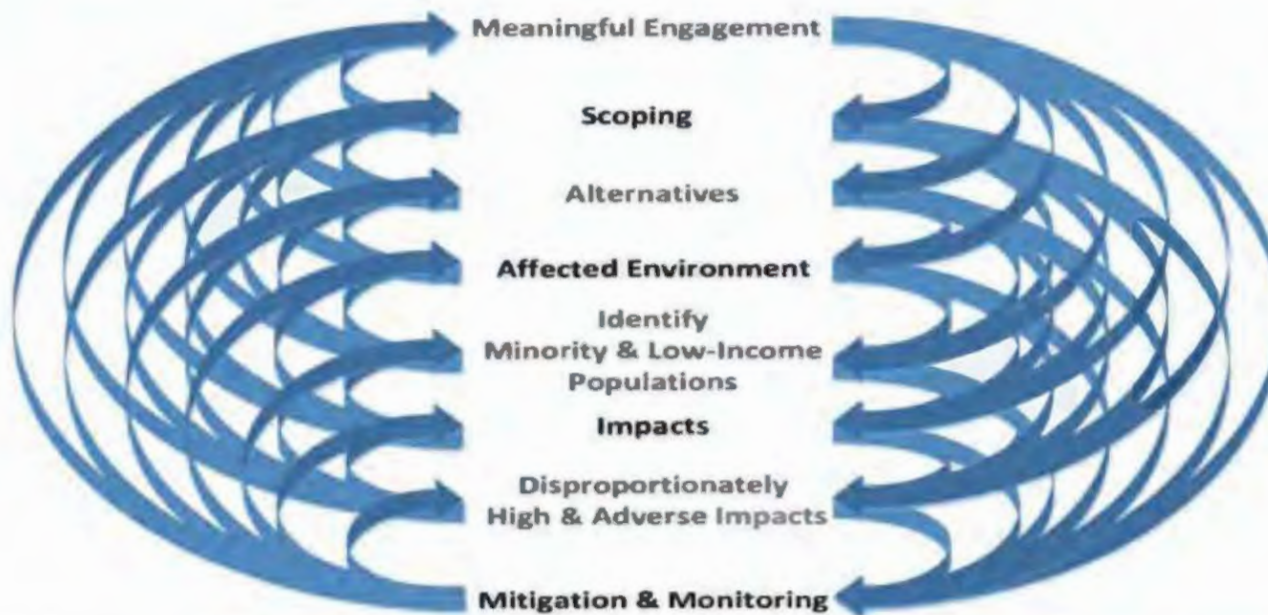 Meaningful Engagement
Scoping
Alternatives
Affected Environment
Identify
Minority & Low-Income
Populations
Impacts
Disproportionately
High & Adverse Impacts
Mitigation & Monitoring